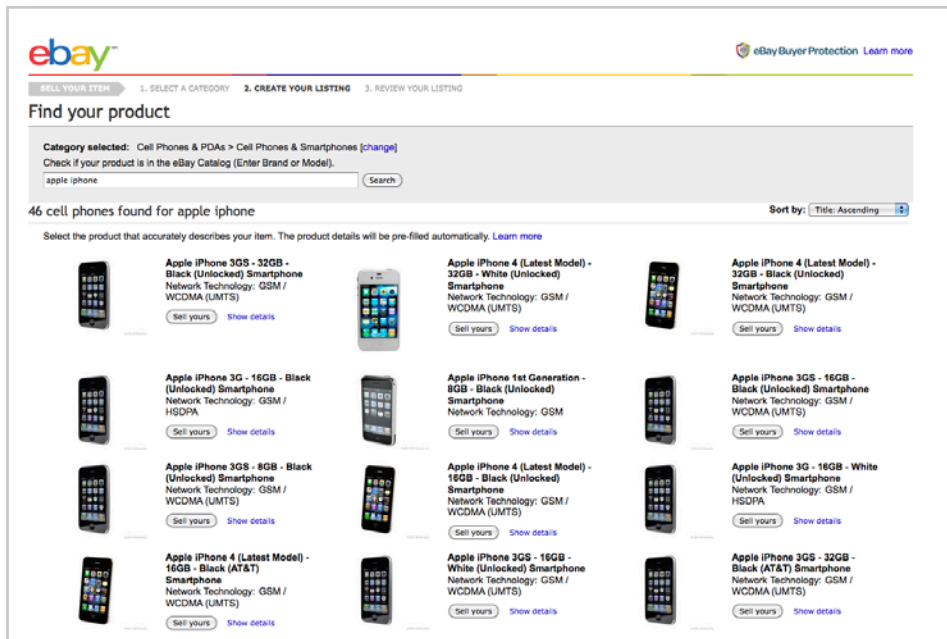 ebay™
eBay Buyer Protection Learn more
SELL YOUR ITEM 1. SELECT A CATEGORY 2. CREATE YOUR LISTING 3. REVIEW YOUR LISTING
Find your product
Category selected: Cell Phones & PDAs > Cell Phones & Smartphones [change]
Check if your product is in the eBay Catalog (Enter Brand or Model).
apple iphone Search
46 cell phones found for apple iphone
Sort by: Title: Ascending
Select the product that accurately describes your item. The product details will be pre-filled automatically. Learn more
Apple iPhone 3GS - 32GB -
Black (Unlocked) Smartphone
Network Technology: GSM /
WCDMA (UMTS)
Sell yours Show details
Apple iPhone 4 (Latest Model) -
32GB - White (Unlocked)
Smartphone
Network Technology: GSM /
WCDMA (UMTS)
Sell yours Show details
Apple iPhone 4 (Latest Model) -
32GB - Black (Unlocked)
Smartphone
Network Technology: GSM /
WCDMA (UMTS)
Sell yours Show details
Apple iPhone 3G - 16GB - Black
(Unlocked) Smartphone
Network Technology: GSM /
HSDPA
Sell yours Show details
Apple iPhone 1st Generation -
8GB - Black (Unlocked)
Smartphone
Network Technology: GSM
Sell yours Show details
Apple iPhone 3GS - 16GB -
Black (Unlocked) Smartphone
Network Technology: GSM /
WCDMA (UMTS)
Sell yours Show details
Apple iPhone 3GS - 8GB - Black
(Unlocked) Smartphone
Network Technology: GSM /
WCDMA (UMTS)
Sell yours Show details
Apple iPhone 4 (Latest Model) -
16GB - Black (Unlocked)
Smartphone
Network Technology: GSM /
WCDMA (UMTS)
Sell yours Show details
Apple iPhone 3G - 16GB - White
(Unlocked) Smartphone
Network Technology: GSM /
HSDPA
Sell yours Show details
Apple iPhone 4 (Latest Model) -
16GB - Black (AT&T)
Smartphone
Network Technology: GSM /
WCDMA (UMTS)
Sell yours Show details
Apple iPhone 3GS - 16GB -
White (Unlocked) Smartphone
Network Technology: GSM /
WCDMA (UMTS)
Sell yours Show details
Apple iPhone 3GS - 32GB -
Black (AT&T) Smartphone
Network Technology: GSM /
WCDMA (UMTS)
Sell yours Show details